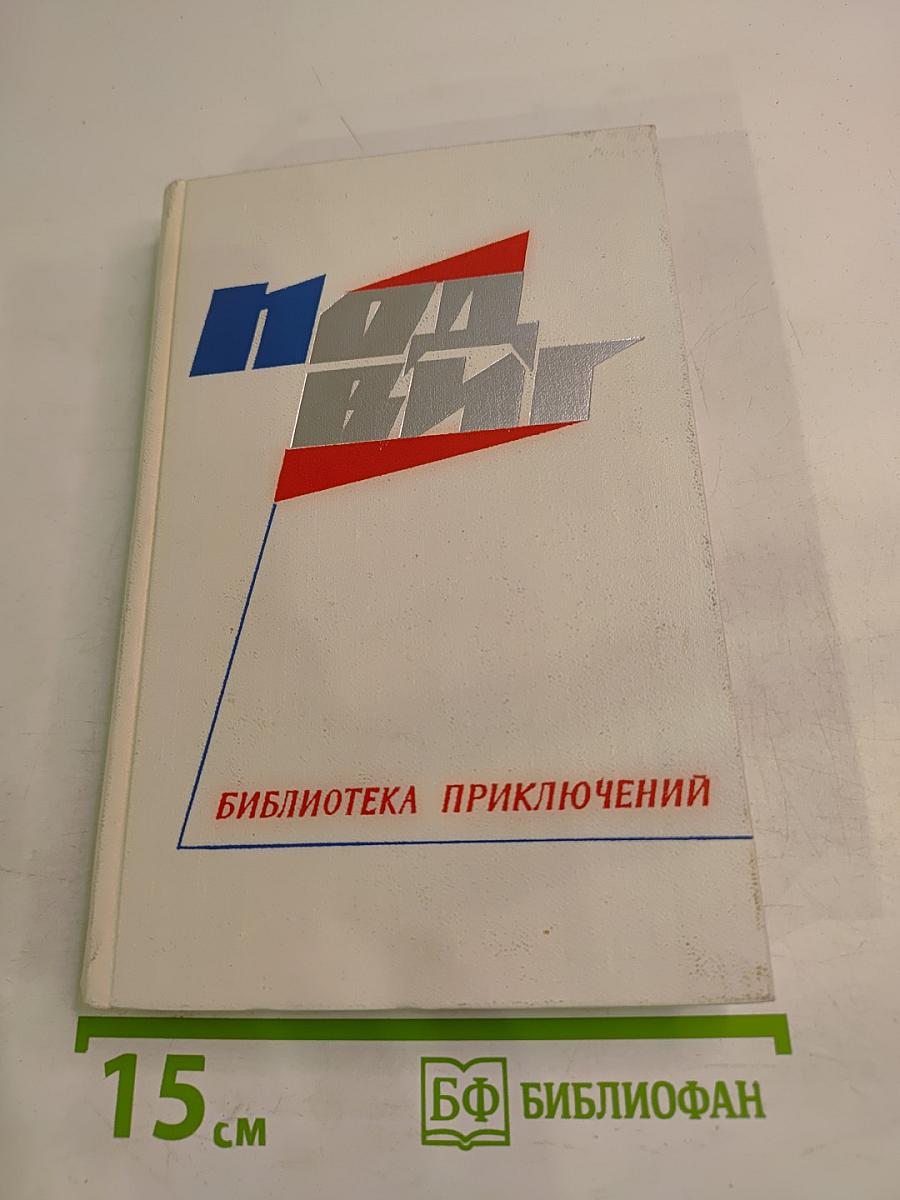 ПОД
ВИГ
БИБЛИОТЕКА ПРИКЛЮЧЕНИЙ
15 см
БФ БИБЛИОФАН